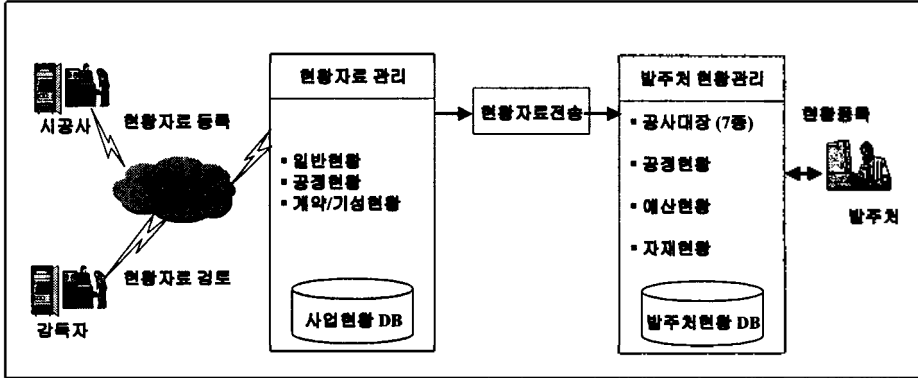 시공사
현황자료 등록
현황자료 검토
감독자
현황자료 관리
▪ 일반현황
▪ 공정현황
▪ 계약/기성현황
사업현황 DB
현황자료전송
발주처 현황관리
▪ 공사대장 (7종)
▪ 공정현황
▪ 예산현황
▪ 자재현황
발주처현황 DB
현황등록
발주처